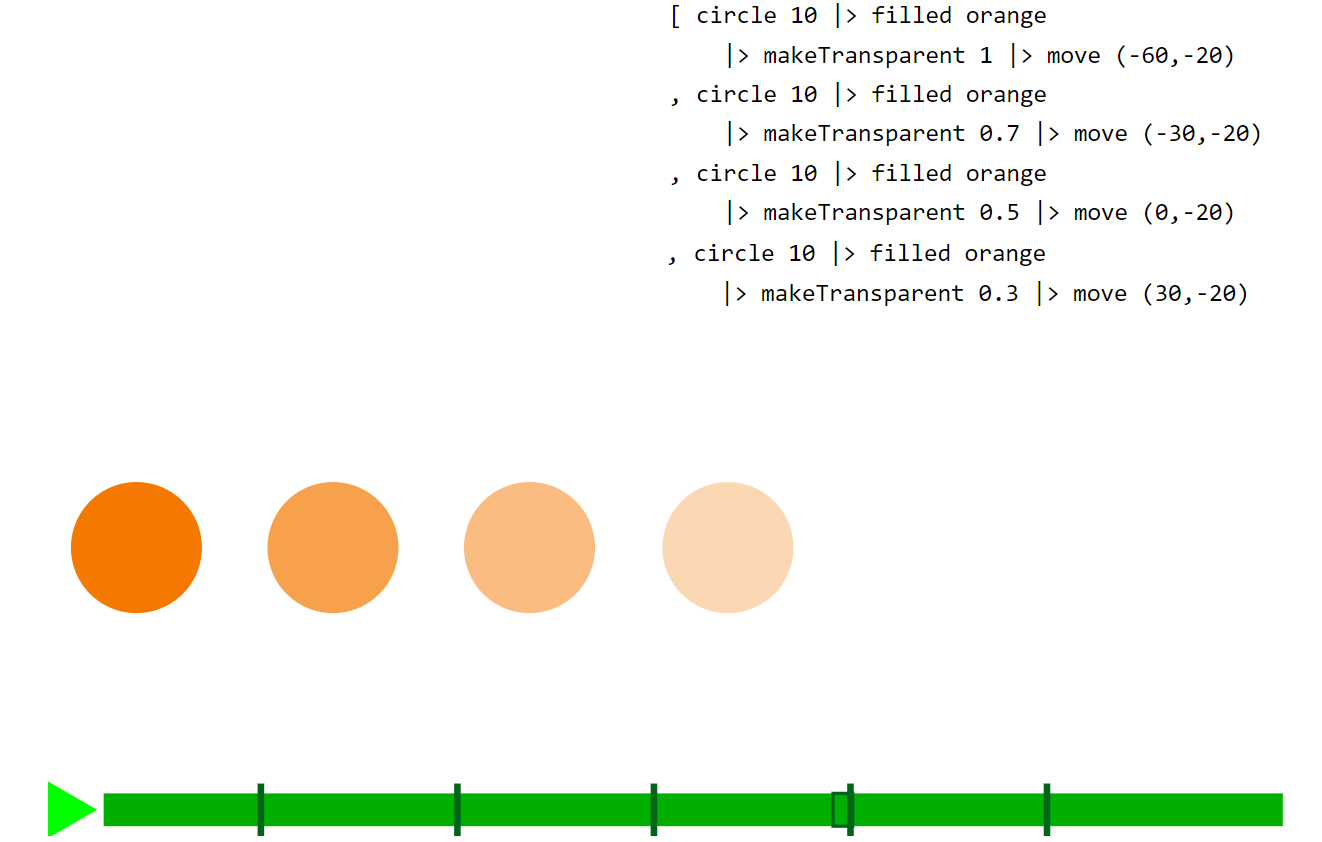 [ circle 10 |> filled orange
|> makeTransparent 1 |> move (-60,-20)
, circle 10 |> filled orange
|> makeTransparent 0.7 |> move (-30,-20)
, circle 10 |> filled orange
|> makeTransparent 0.5 |> move (0,-20)
, circle 10 |> filled orange
|> makeTransparent 0.3 |> move (30,-20)